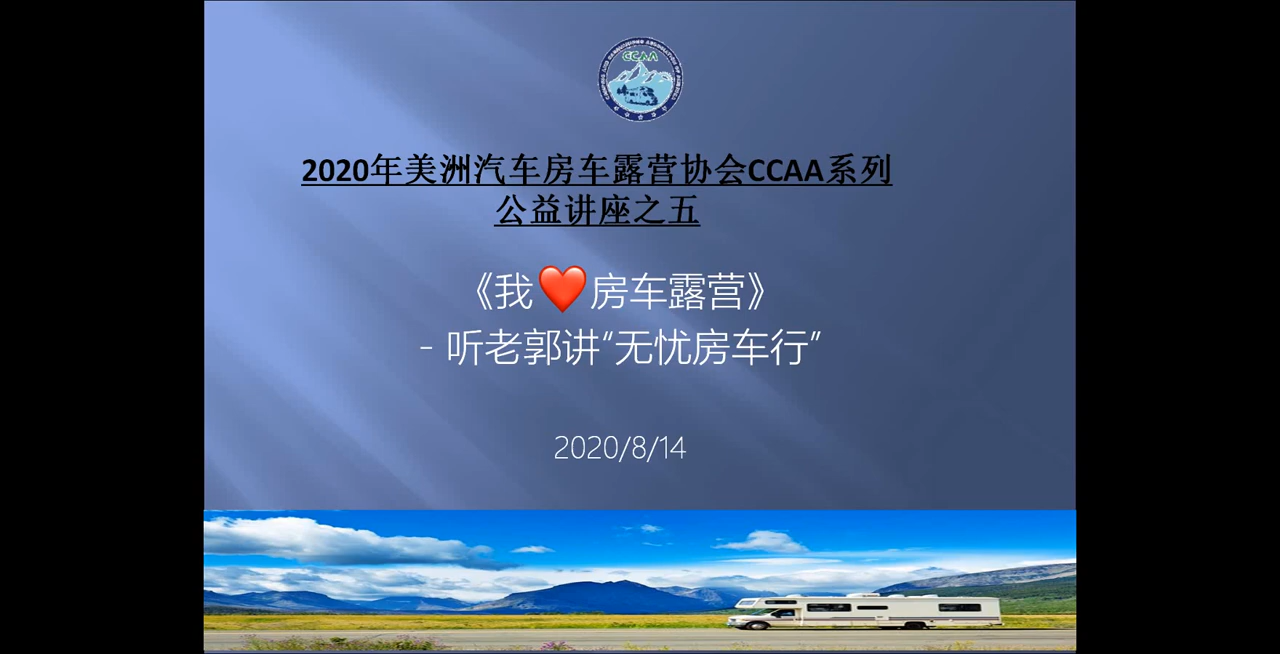 CCAA
2020年美洲汽车房车露营协会CCAA系列
公益讲座之五
《我❤️房车露营》
- 听老郭讲“无忧房车行”
2020/8/14